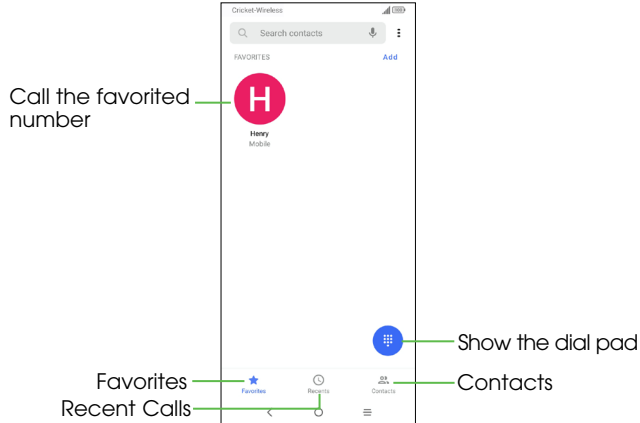 Cricket-Wireless
Search contacts
FAVORITES Add
Call the favorited
number
H
Henry
Mobile
Show the dial pad
Favorites
Recent Calls
Favorites Recents Contacts
Contacts